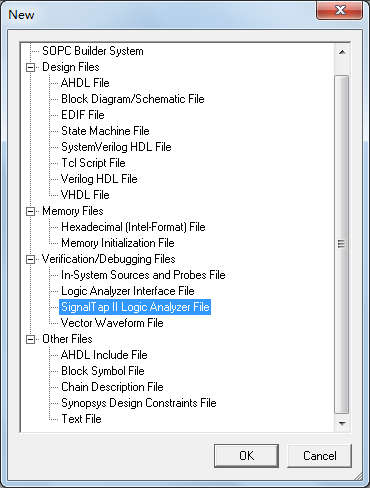 New
SOPC Builder System
Design Files
AHDL File
Block Diagram/Schematic File
EDIF File
State Machine File
SystemVerilog HDL File
Tcl Script File
Verilog HDL File
VHDL File
Memory Files
Hexadecimal (Intel-Format) File
Memory Initialization File
Verification/Debugging Files
In-System Sources and Probes File
Logic Analyzer Interface File
SignalTap II Logic Analyzer File
Vector Waveform File
Other Files
AHDL Include File
Block Symbol File
Chain Description File
Synopsys Design Constraints File
Text File
OK Cancel